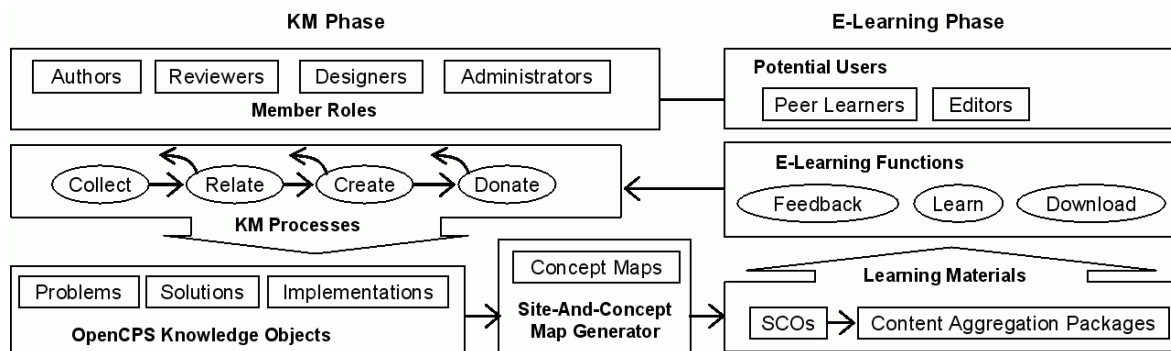 KM Phase
E-Learning Phase
Authors Reviewers Designers Administrators
Member Roles
Potential Users
Peer Learners Editors
Collect Relate Create Donate
KM Processes
E-Learning Functions
Feedback Learn Download
Problems Solutions Implementations
OpenCPS Knowledge Objects
Concept Maps
Site-And-Concept
Map Generator
Learning Materials
SCOs Content Aggregation Packages